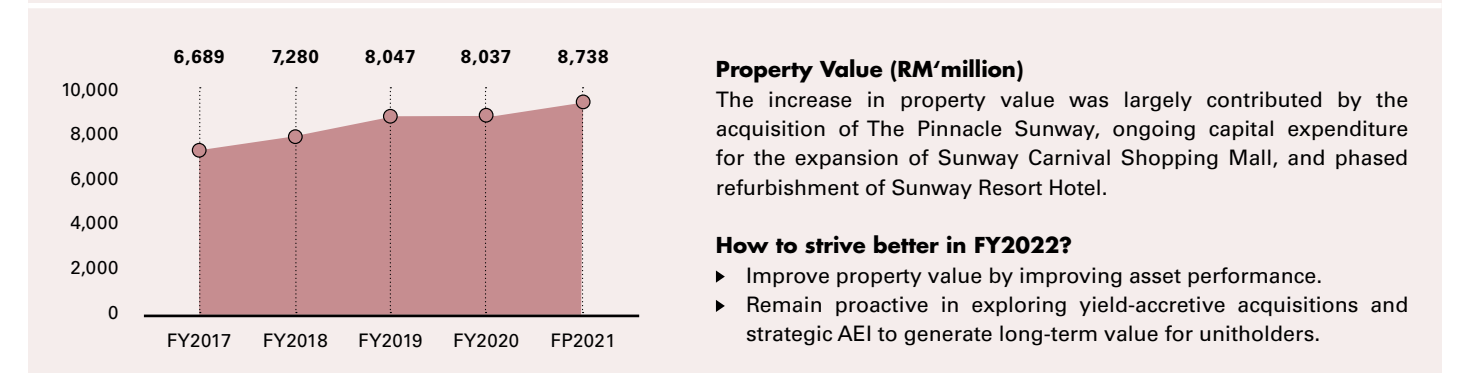 6,689 7,280 8,047 8,037 8,738
10,000
8,000
6,000
4,000
2,000
0
FY2017 FY2018 FY2019 FY2020 FP2021
Property Value (RM‘million)
The increase in property value was largely contributed by the
acquisition of The Pinnacle Sunway, ongoing capital expenditure
for the expansion of Sunway Carnival Shopping Mall, and phased
refurbishment of Sunway Resort Hotel.
How to strive better in FY2022?
Improve property value by improving asset performance.
Remain proactive in exploring yield-accretive acquisitions and
strategic AEI to generate long-term value for unitholders.